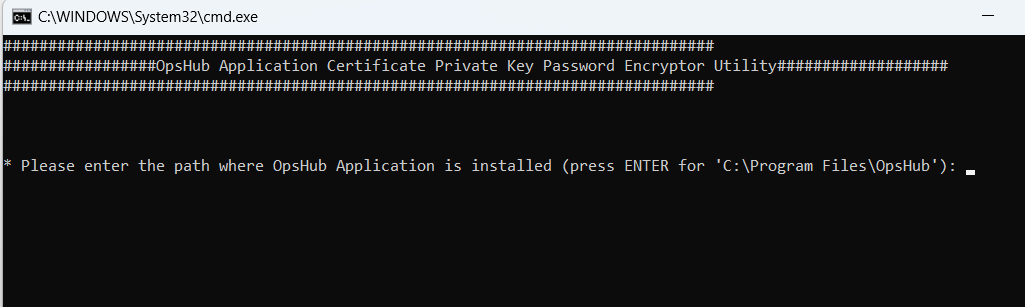 C:\WINDOWS\System32\cmd.exe
###############################################################################
#################OpsHub Application Certificate Private Key Password Encryptor Utility###################
###############################################################################
* Please enter the path where OpsHub Application is installed (press ENTER for 'C:\Program Files\OpsHub'):